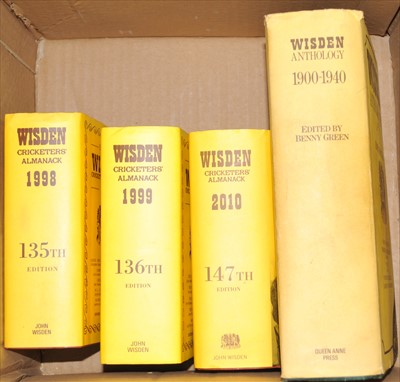 WISDEN
CRICKETERS'
ALMANACK
1998
135TH
EDITION
JOHN
WISDEN
WISDEN
CRICKETERS'
ALMANACK
1999
136TH
EDITION
JOHN
WISDEN
WISDEN
CRICKETERS'
ALMANACK
2010
147TH
EDITION
JOHN WISDEN
WISDEN
ANTHOLOGY
1900-1940
EDITED BY
BENNY GREEN
QUEEN ANNE
PRESS